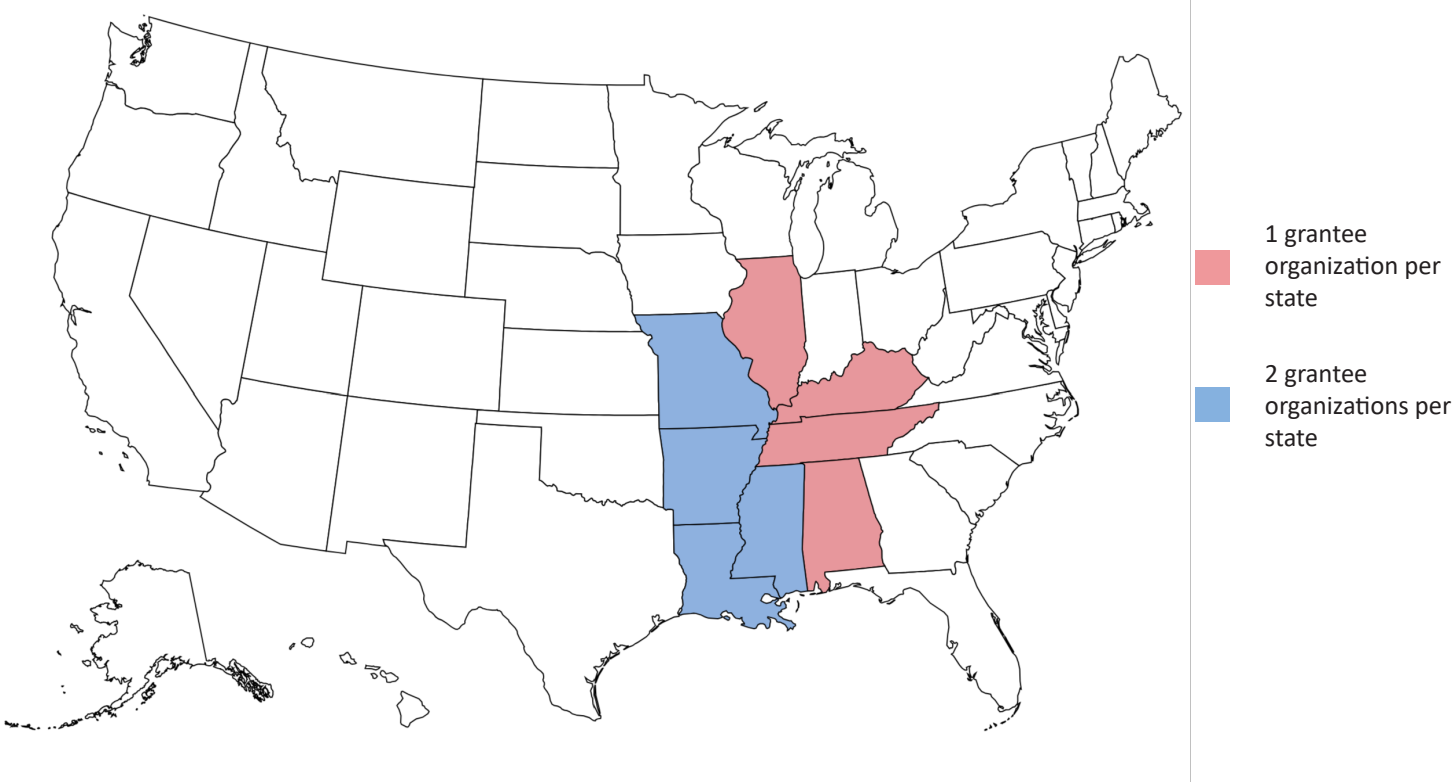 1 grantee
organization per
state
2 grantee
organizations per
state